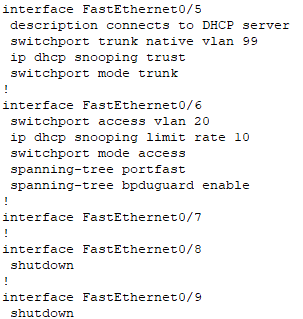 interface FastEthernet0/5
 description connects to DHCP server
 switchport trunk native vlan 99
 ip dhcp snooping trust
 switchport mode trunk
!
interface FastEthernet0/6
 switchport access vlan 20
 ip dhcp snooping limit rate 10
 switchport mode access
 spanning-tree portfast
 spanning-tree bpduguard enable
!
interface FastEthernet0/7
!
interface FastEthernet0/8
 shutdown
!
interface FastEthernet0/9
 shutdown